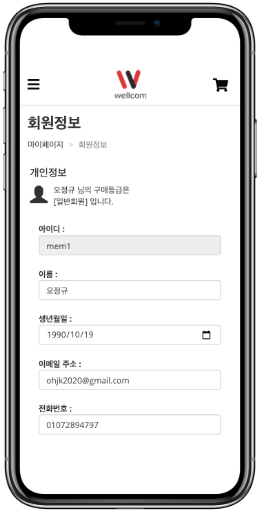 wellcom
회원정보
마이페이지 > 회원정보
개인정보
오정규 님의 구매등급은
[일반회원] 입니다.
아이디 :
mem1
이름 :
오정규
생년월일 :
1990/10/19
이메일 주소 :
ohjk2020@gmail.com
전화번호 :
01072894797